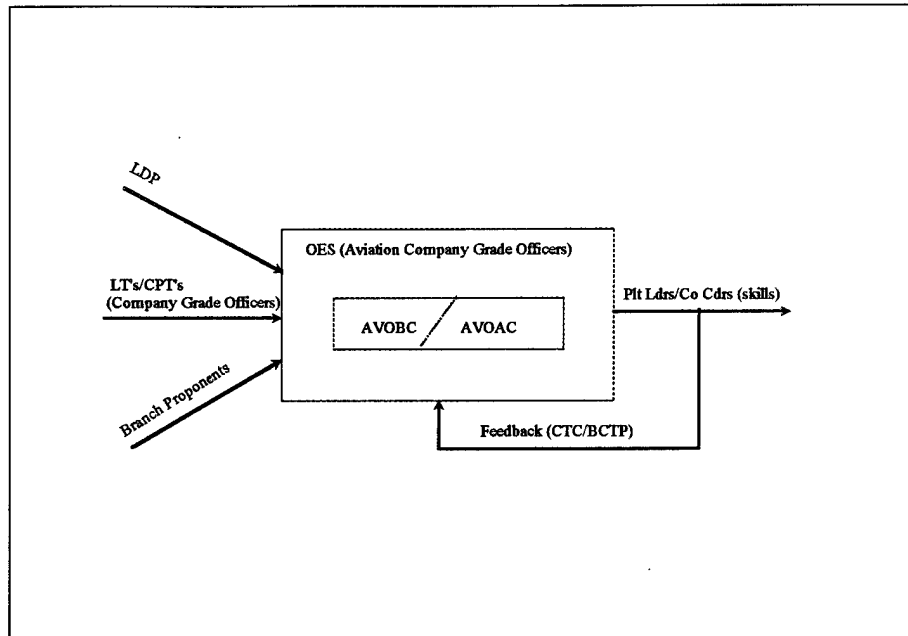 LDP
OES (Aviation Company Grade Officers)
LT's/CPT's
(Company Grade Officers)
Plt Ldrs/Co Cdrs (skills)
AVOBC
AVOAC
Branch Proponents
Feedback (CTC/BCTP)